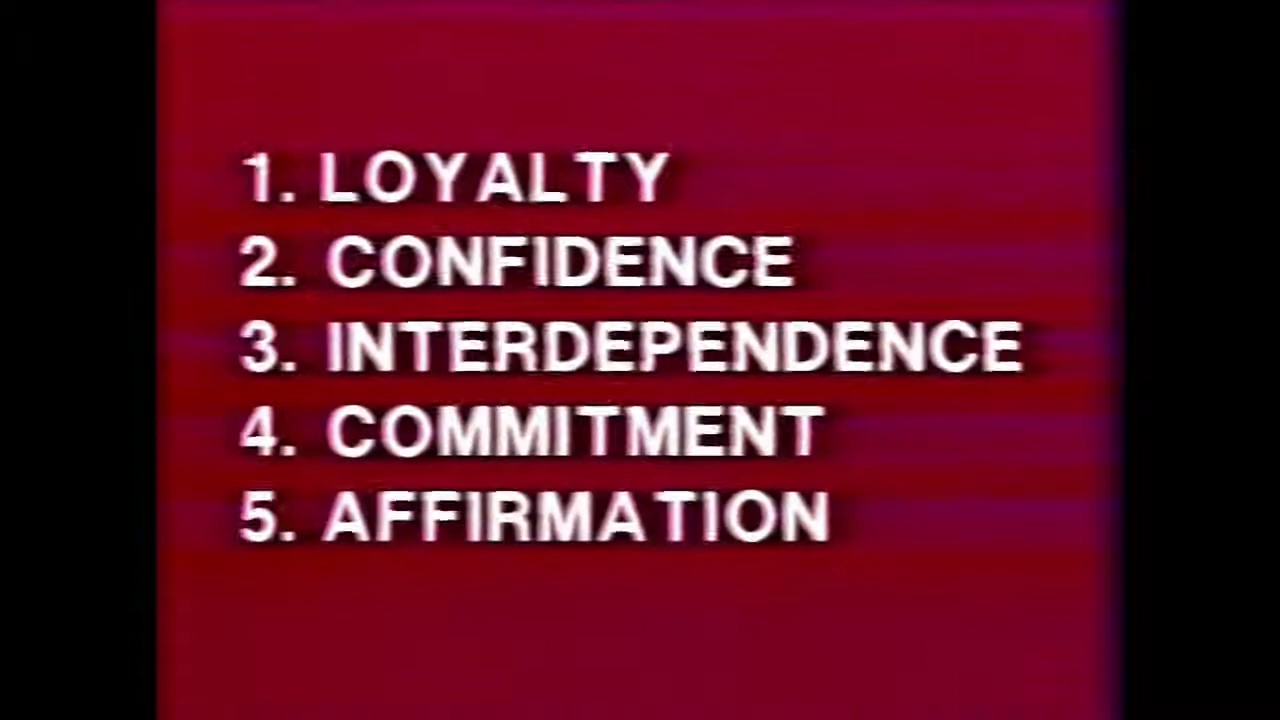 1. LOYALTY
2. CONFIDENCE
3. INTERDEPENDENCE
4. COMMITMENT
5. AFFIRMATION